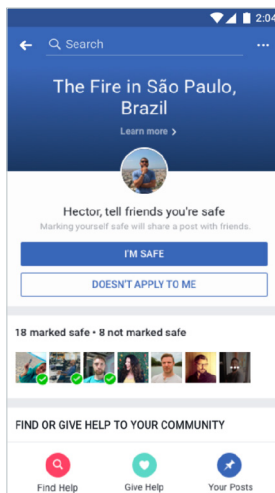 2:04
Search
The Fire in São Paulo,
Brazil
Learn more
Hector, tell friends you're safe
Marking yourself safe will share a post with friends.
I'M SAFE
DOESN'T APPLY TO ME
18 marked safe • 8 not marked safe
FIND OR GIVE HELP TO YOUR COMMUNITY
Find Help Give Help Your Posts